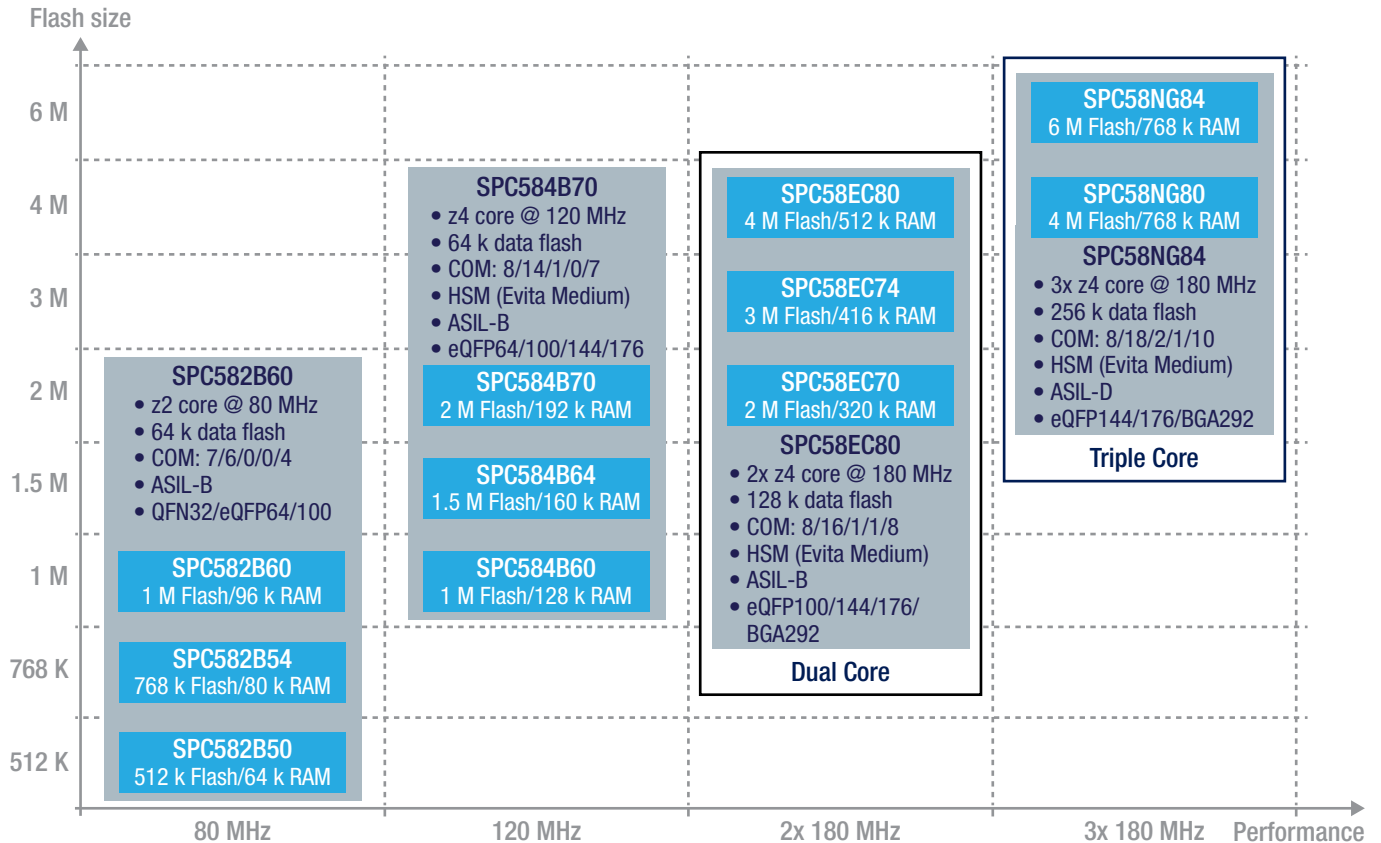 Flash size
6 M
4 M
3 M
2 M
1.5 M
1 M
768 K
512 K
SPC582B60
• z2 core @ 80 MHz
• 64 k data flash
• COM: 7/6/0/0/4
• ASIL-B
• QFN32/eQFP64/100
SPC582B60
1 M Flash/96 k RAM
SPC582B54
768 k Flash/80 k RAM
SPC582B50
512 k Flash/64 k RAM
SPC584B70
• z4 core @ 120 MHz
• 64 k data flash
• COM: 8/14/1/0/7
• HSM (Evita Medium)
• ASIL-B
• eQFP64/100/144/176
SPC584B70
2 M Flash/192 k RAM
SPC584B64
1.5 M Flash/160 k RAM
SPC584B60
1 M Flash/128 k RAM
SPC58EC80
4 M Flash/512 k RAM
SPC58EC74
3 M Flash/416 k RAM
SPC58EC70
2 M Flash/320 k RAM
SPC58EC80
• 2x z4 core @ 180 MHz
• 128 k data flash
• COM: 8/16/1/1/8
• HSM (Evita Medium)
• ASIL-B
• eQFP100/144/176/
BGA292
Dual Core
SPC58NG84
6 M Flash/768 k RAM
SPC58NG80
4 M Flash/768 k RAM
SPC58NG84
• 3x z4 core @ 180 MHz
• 256 k data flash
• COM: 8/18/2/1/10
• HSM (Evita Medium)
• ASIL-D
• eQFP144/176/BGA292
Triple Core
80 MHz
120 MHz
2x 180 MHz
3x 180 MHz
Performance